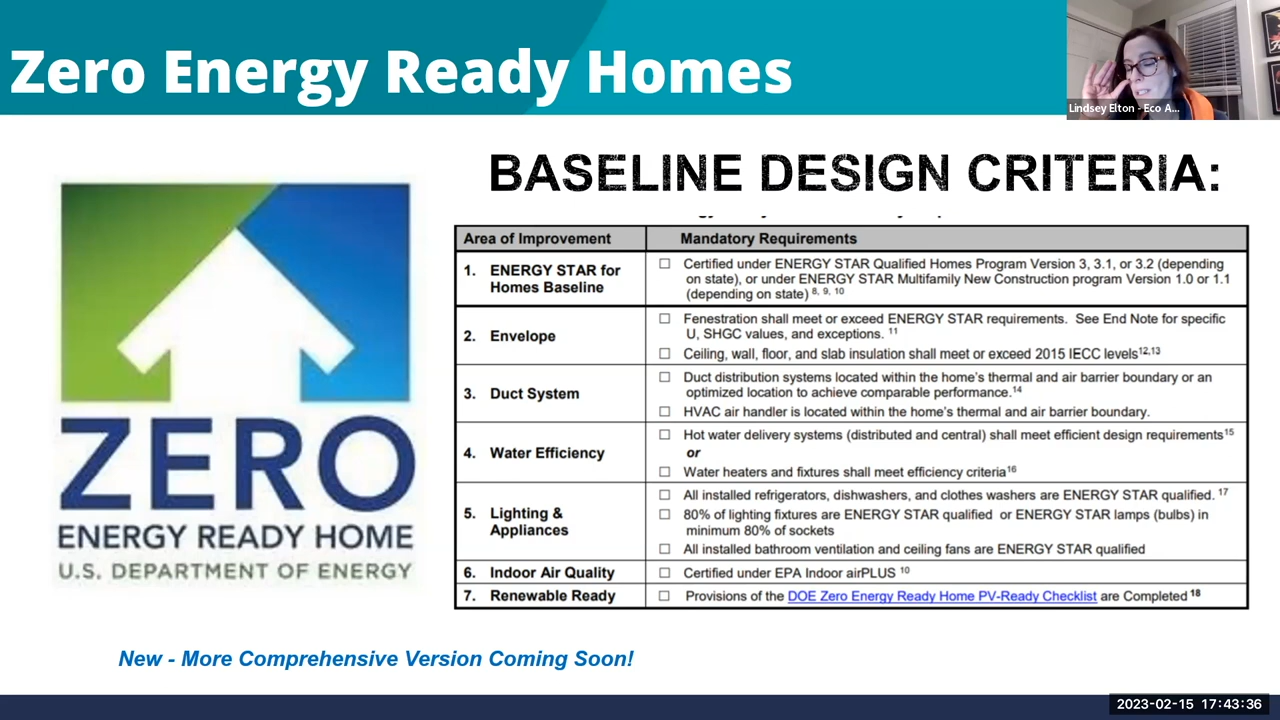 Zero Energy Ready Homes
Lindsey Elton - Eco A...
BASELINE DESIGN CRITERIA:
Area of Improvement
Mandatory Requirements
1. ENERGY STAR for
Homes Baseline
☐ Certified under ENERGY STAR Qualified Homes Program Version 3, 3.1, or 3.2 (depending
on state), or under ENERGY STAR Multifamily New Construction program Version 1.0 or 1.1
(depending on state) 8, 9, 10
2. Envelope
☐ Fenestration shall meet or exceed ENERGY STAR requirements. See End Note for specific
U, SHGC values, and exceptions. 11
☐ Ceiling, wall, floor, and slab insulation shall meet or exceed 2015 IECC levels12,13
3. Duct System
☐ Duct distribution systems located within the home's thermal and air barrier boundary or an
optimized location to achieve comparable performance.14
☐ HVAC air handler is located within the home's thermal and air barrier boundary.
4. Water Efficiency
☐ Hot water delivery systems (distributed and central) shall meet efficient design requirements15
or
☐ Water heaters and fixtures shall meet efficiency criteria16
5. Lighting &
Appliances
☐ All installed refrigerators, dishwashers, and clothes washers are ENERGY STAR qualified. 17
☐ 80% of lighting fixtures are ENERGY STAR qualified or ENERGY STAR lamps (bulbs) in
minimum 80% of sockets
☐ All installed bathroom ventilation and ceiling fans are ENERGY STAR qualified
6. Indoor Air Quality
☐ Certified under EPA Indoor airPLUS 10
7. Renewable Ready
☐ Provisions of the DOE Zero Energy Ready Home PV-Ready Checklist are Completed 18
ZERO
ENERGY READY HOME
U.S. DEPARTMENT OF ENERGY
New - More Comprehensive Version Coming Soon!
2023-02-15 17:43:36